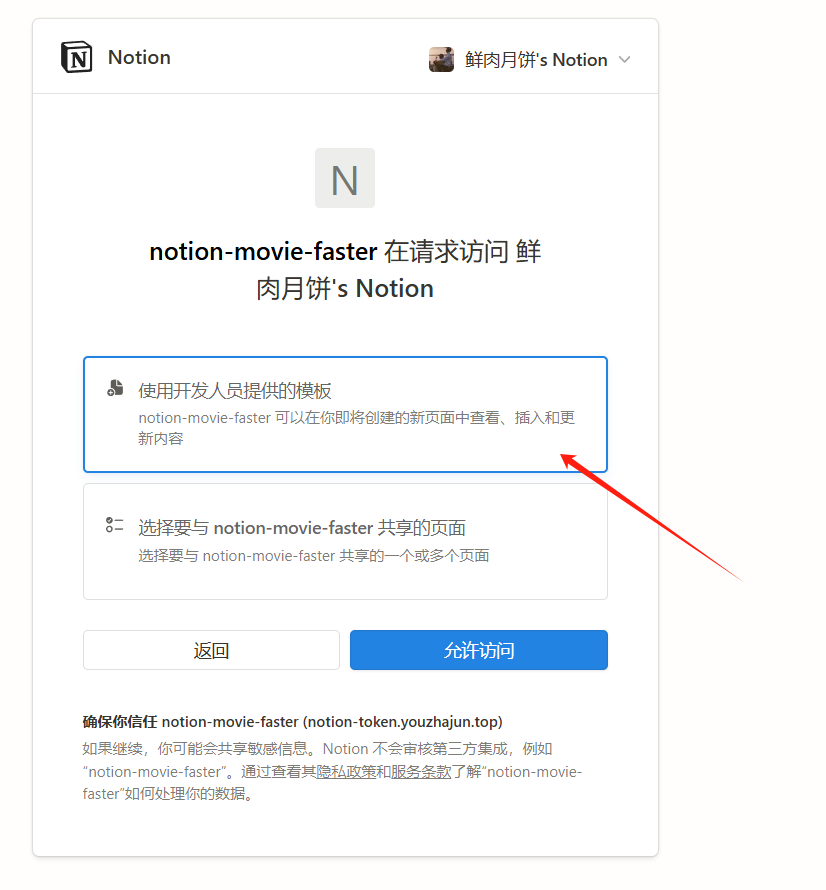 Notion
鲜肉月饼's Notion
N
notion-movie-faster 在请求访问 鲜
肉月饼's Notion
使用开发人员提供的模板
notion-movie-faster 可以在你即将创建的新页面中查看、插入和更
新内容
选择要与 notion-movie-faster 共享的页面
选择要与 notion-movie-faster 共享的一个或多个页面
返回
允许访问
确保你信任 notion-movie-faster (notion-token.youzhajun.top)
如果继续，你可能会共享敏感信息。Notion 不会审核第三方集成，例如
“notion-movie-faster”。通过查看其隐私政策和服务条款了解“notion-movie-
faster”如何处理你的数据。